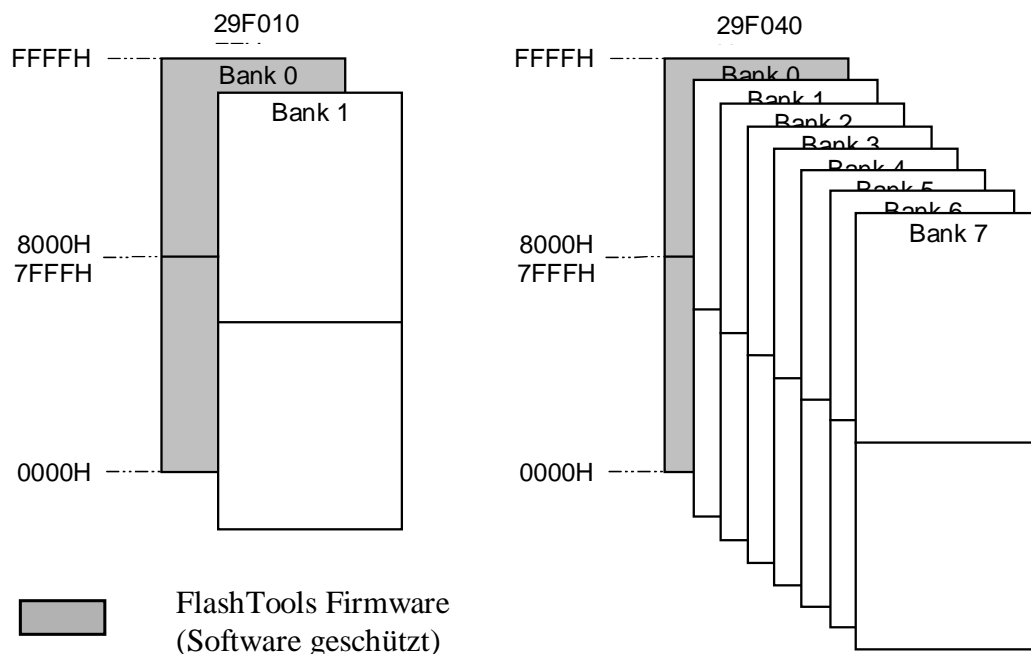 29F010
FFFFH
Bank 0
Bank 1
8000H
7FFFH
0000H
29F040
FFFFH
Bank 0
Bank 1
Bank 2
Bank 3
Bank 4
Bank 5
Bank 6
Bank 7
8000H
7FFFH
0000H
FlashTools Firmware
(Software geschützt)